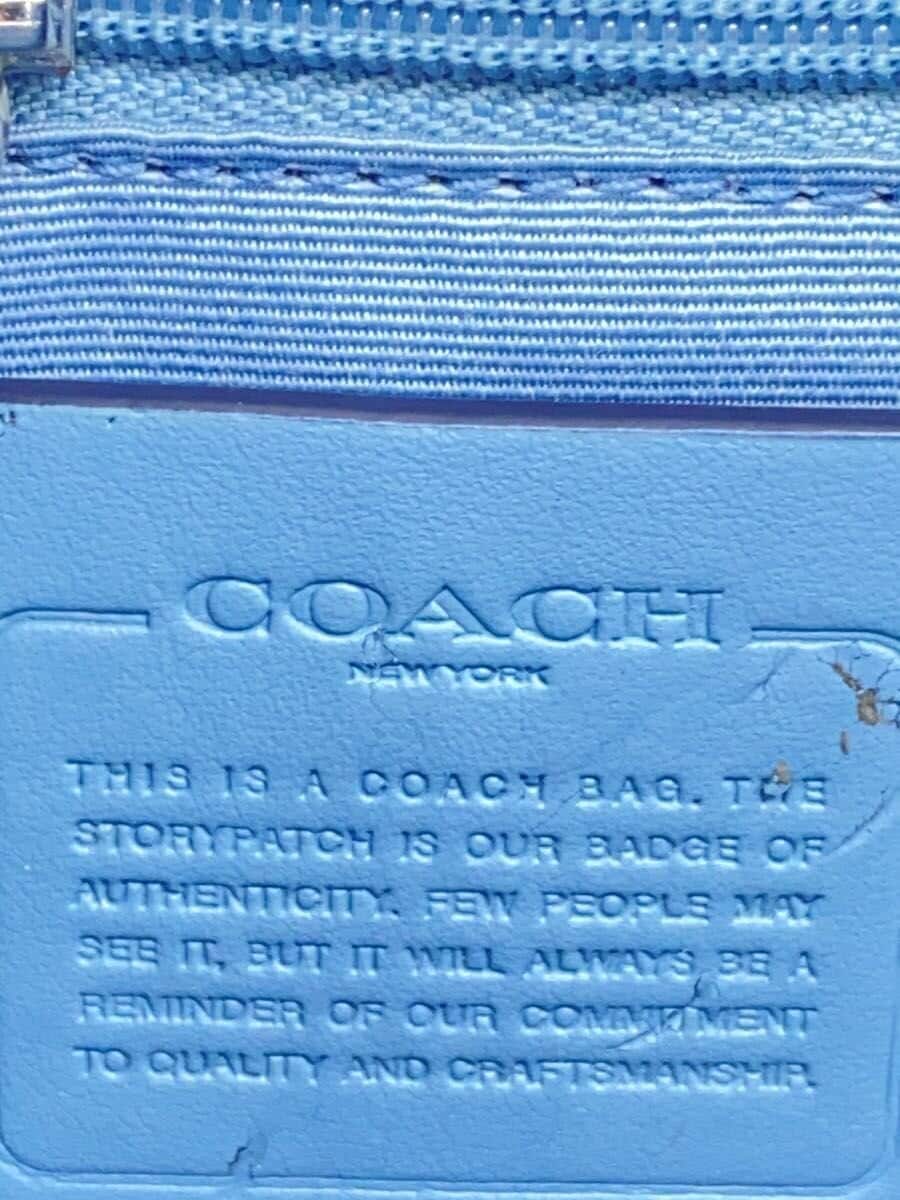 COACH
NEW YORK
THIS IS A COACH BAG. THE
STORYPATCH IS OUR BADGE OF
AUTHENTICITY. FEW PEOPLE MAY
SEE IT, BUT IT WILL ALWAYS BE A
REMINDER OF OUR COMMITMENT
TO QUALITY AND CRAFTSMANSHIP.